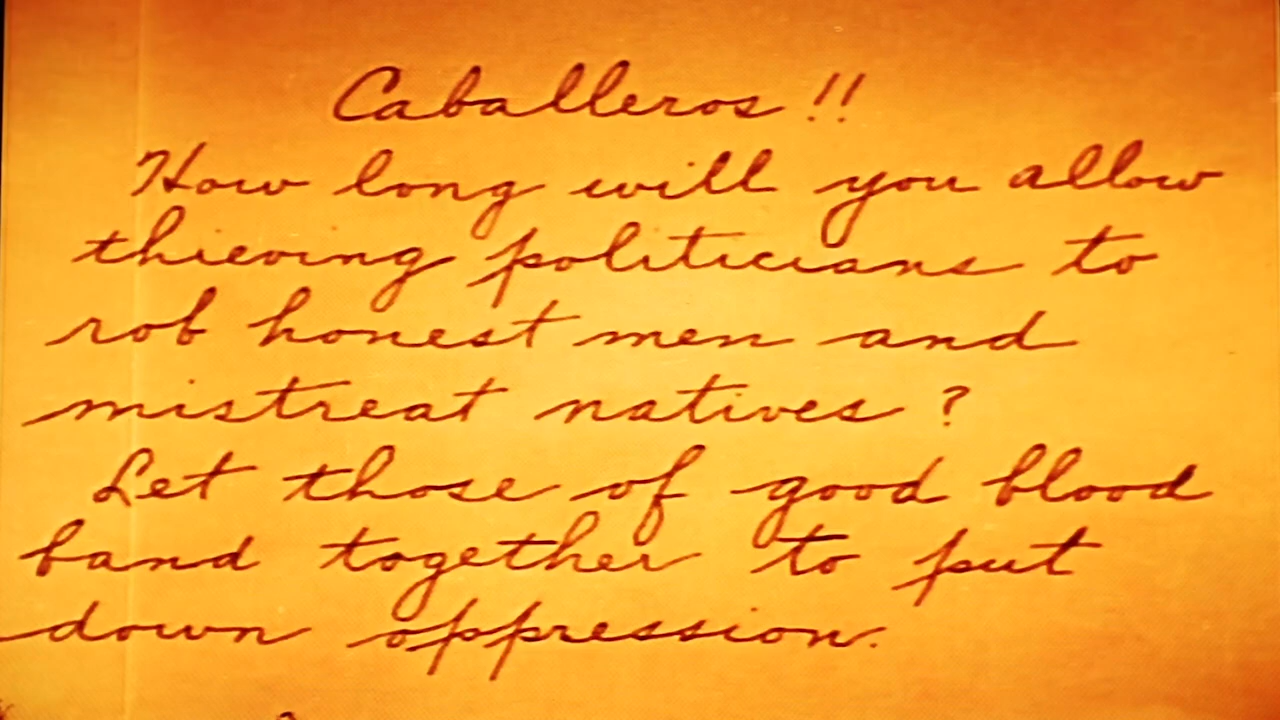 Caballeros !!
How long will you allow
thieving politicians to
rob honest men and
mistreat natives ?
Let those of good blood
band together to put
down oppression.